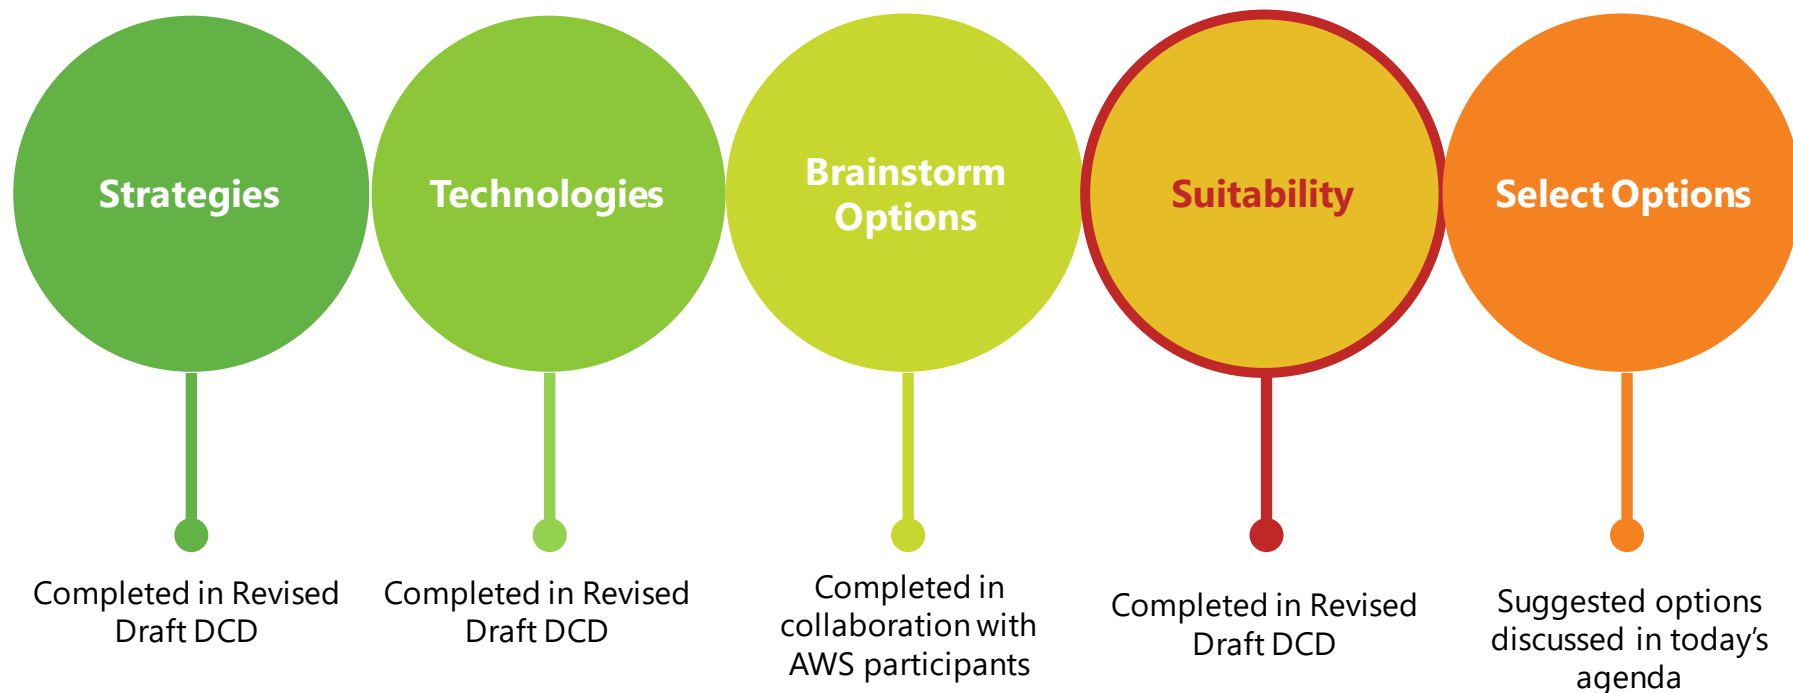 Strategies
Technologies
Brainstorm
Options
Suitability
Select Options
Completed in Revised
Draft DCD
Completed in Revised
Draft DCD
Completed in
collaboration with
AWS participants
Completed in Revised
Draft DCD
Suggested options
discussed in today’s
agenda